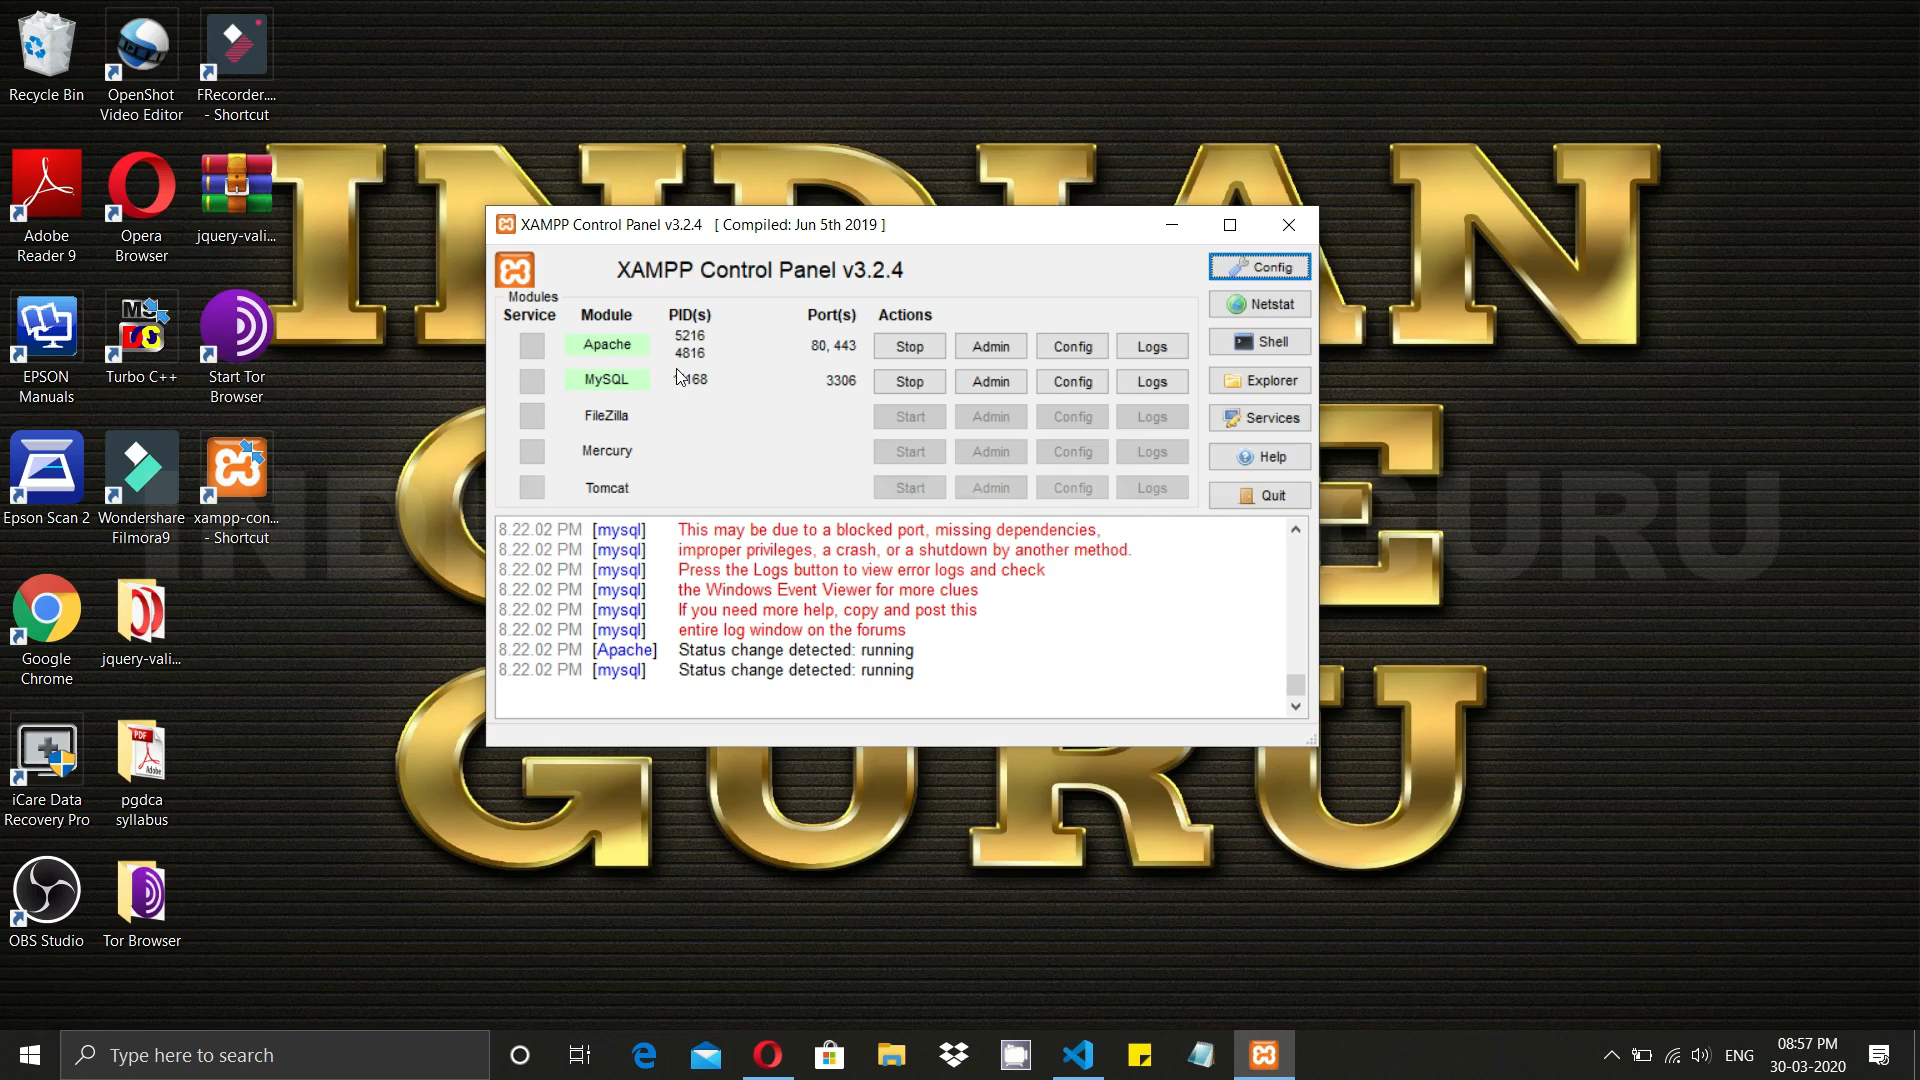 Recycle Bin
OpenShot
Video Editor
FRecorder....
- Shortcut
Adobe
Reader 9
Opera
Browser
jquery-vali...
EPSON
Manuals
Turbo C++
Start Tor
Browser
Epson Scan 2
Wondershare
Filmora9
xampp-con...
- Shortcut
Google
Chrome
jquery-vali...
iCare Data
Recovery Pro
pgdca
syllabus
OBS Studio
Tor Browser
INDIAN
GURU
INDIAN GURU
XAMPP Control Panel v3.2.4 [ Compiled: Jun 5th 2019 ]
XAMPP Control Panel v3.2.4
Config
Netstat
Shell
Explorer
Services
Help
Quit
Modules
Service Module PID(s) Port(s) Actions
Apache 5216 4816 80, 443 Stop Admin Config Logs
MySQL 3306 Stop Admin Config Logs
FileZilla Start Admin Config Logs
Mercury Start Admin Config Logs
Tomcat Start Admin Config Logs
8.22.02 PM [mysql] This may be due to a blocked port, missing dependencies,
8.22.02 PM [mysql] improper privileges, a crash, or a shutdown by another method.
8.22.02 PM [mysql] Press the Logs button to view error logs and check
8.22.02 PM [mysql] the Windows Event Viewer for more clues
8.22.02 PM [mysql] If you need more help, copy and post this
8.22.02 PM [mysql] entire log window on the forums
8.22.02 PM [Apache] Status change detected: running
8.22.02 PM [mysql] Status change detected: running
Type here to search
ENG
08:57 PM
30-03-2020